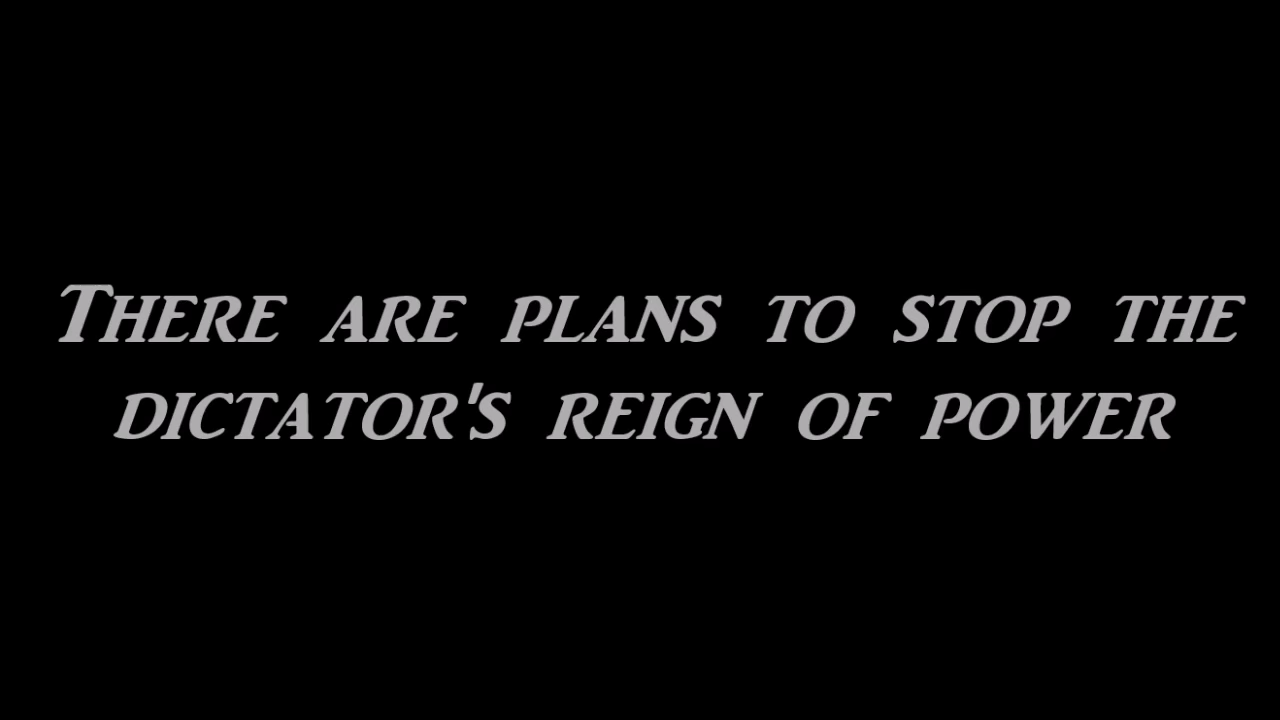 There are plans to stop the
dictator's reign of power